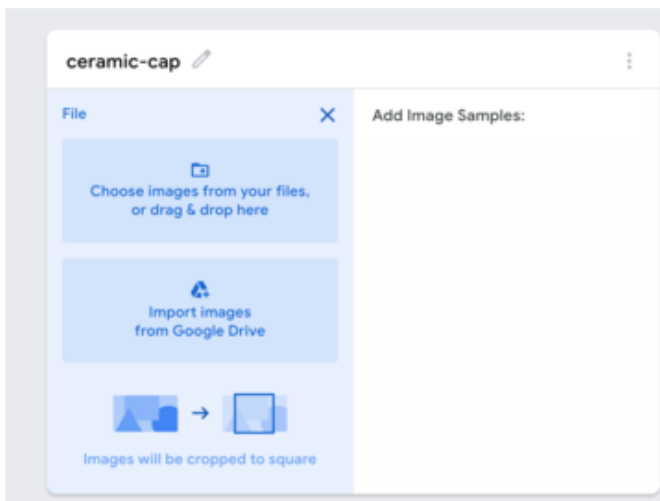 ceramic-cap
File
Add Image Samples:
Choose images from your files,
or drag & drop here
Import images
from Google Drive
Images will be cropped to square